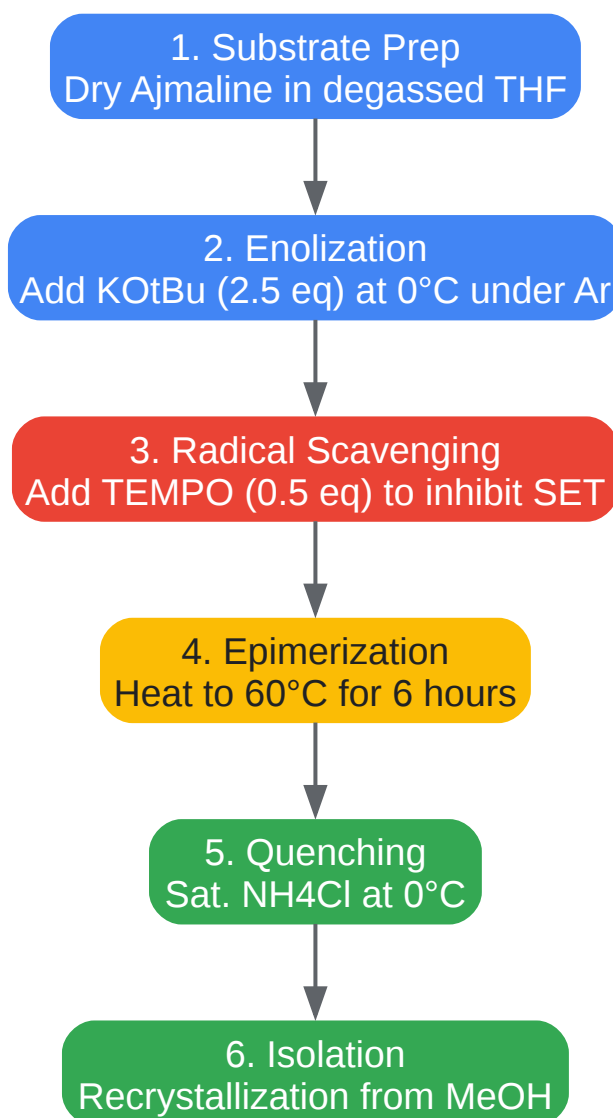 1. Substrate Prep
Dry Ajmaline in degassed THF
2. Enolization
Add KOtBu (2.5 eq) at 0°C under Ar
3. Radical Scavenging
Add TEMPO (0.5 eq) to inhibit SET
4. Epimerization
Heat to 60°C for 6 hours
5. Quenching
Sat. NH4Cl at 0°C
6. Isolation
Recrystallization from MeOH